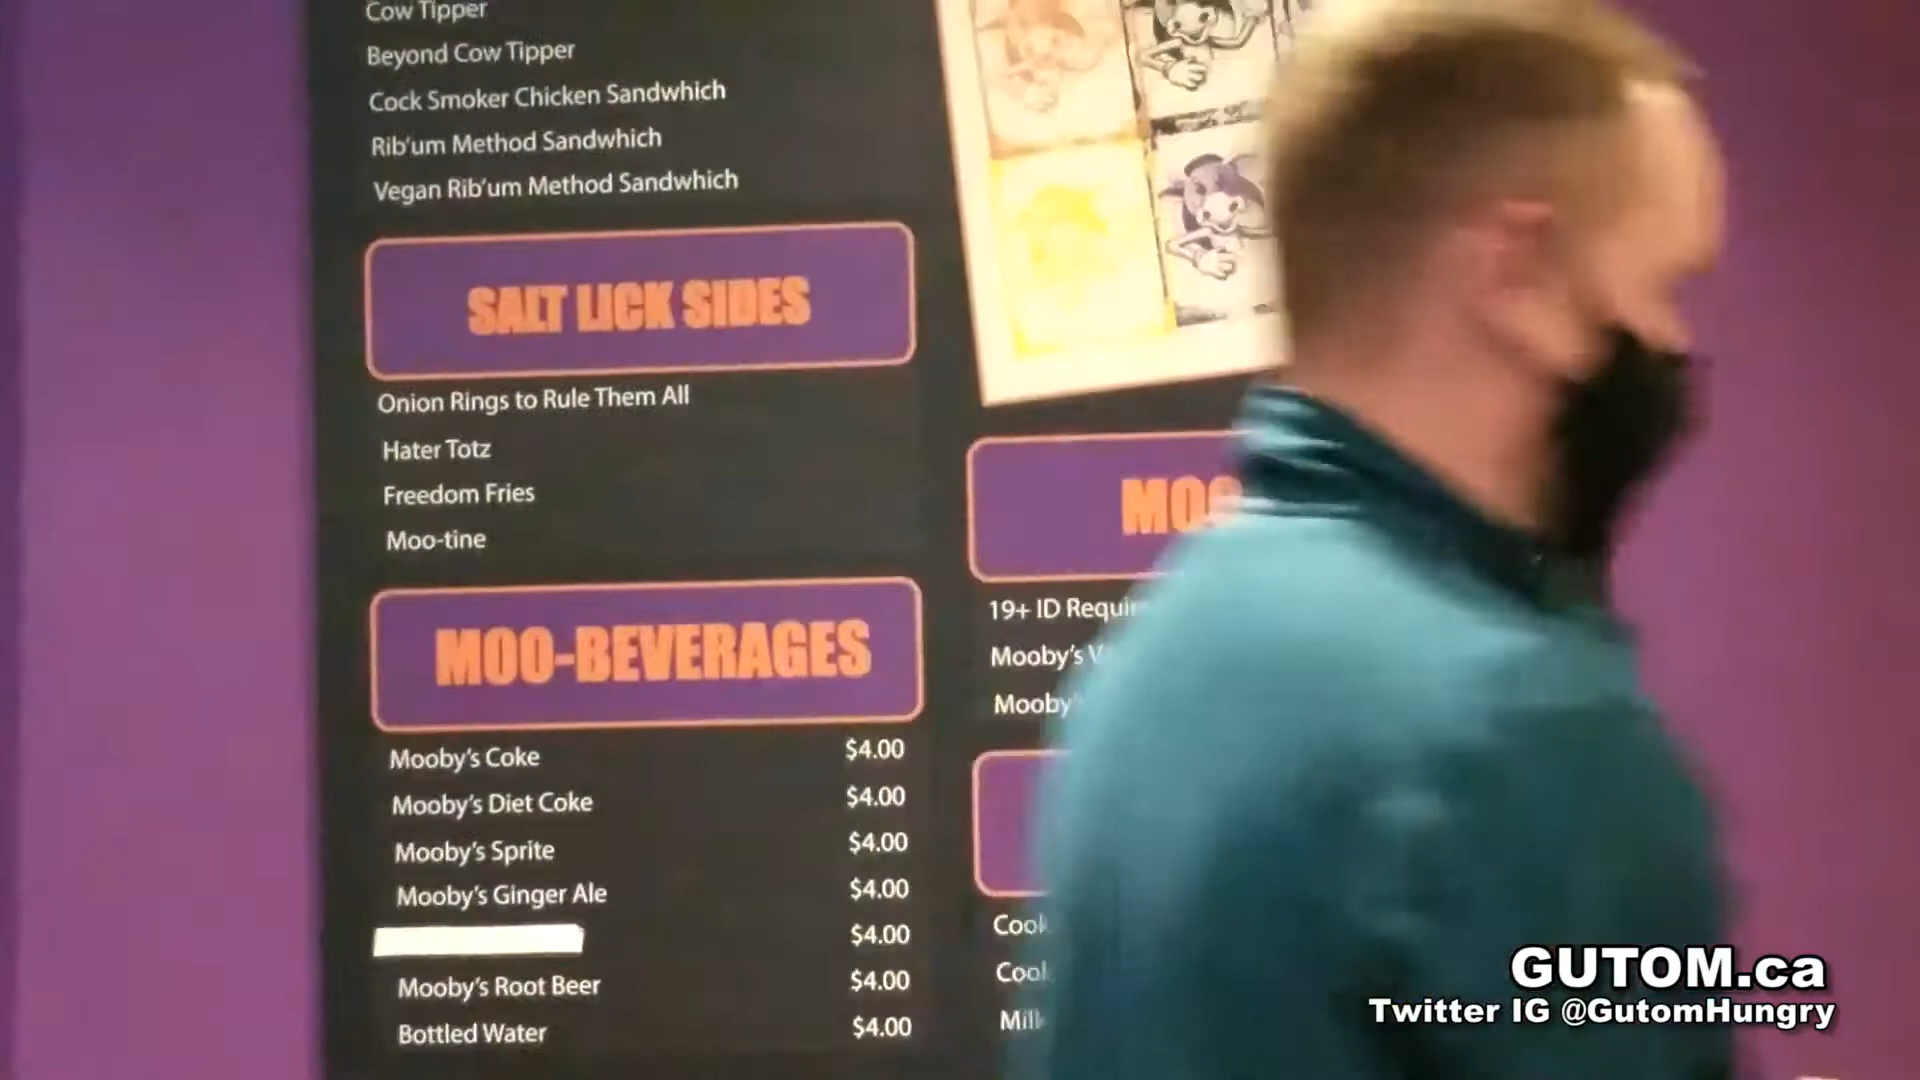 Cow Tipper
Beyond Cow Tipper
Cock Smoker Chicken Sandwhich
Rib'um Method Sandwhich
Vegan Rib'um Method Sandwhich
SALT LICK SIDES
Onion Rings to Rule Them All
Hater Totz
Freedom Fries
Moo-tine
MOO-BEVERAGES
Mooby's Coke $4.00
Mooby's Diet Coke $4.00
Mooby's Sprite $4.00
Mooby's Ginger Ale $4.00
$4.00
Mooby's Root Beer $4.00
Bottled Water $4.00
19+ ID
Mooby's
Mooby's
GUTOM.ca
Twitter IG @GutomHungry